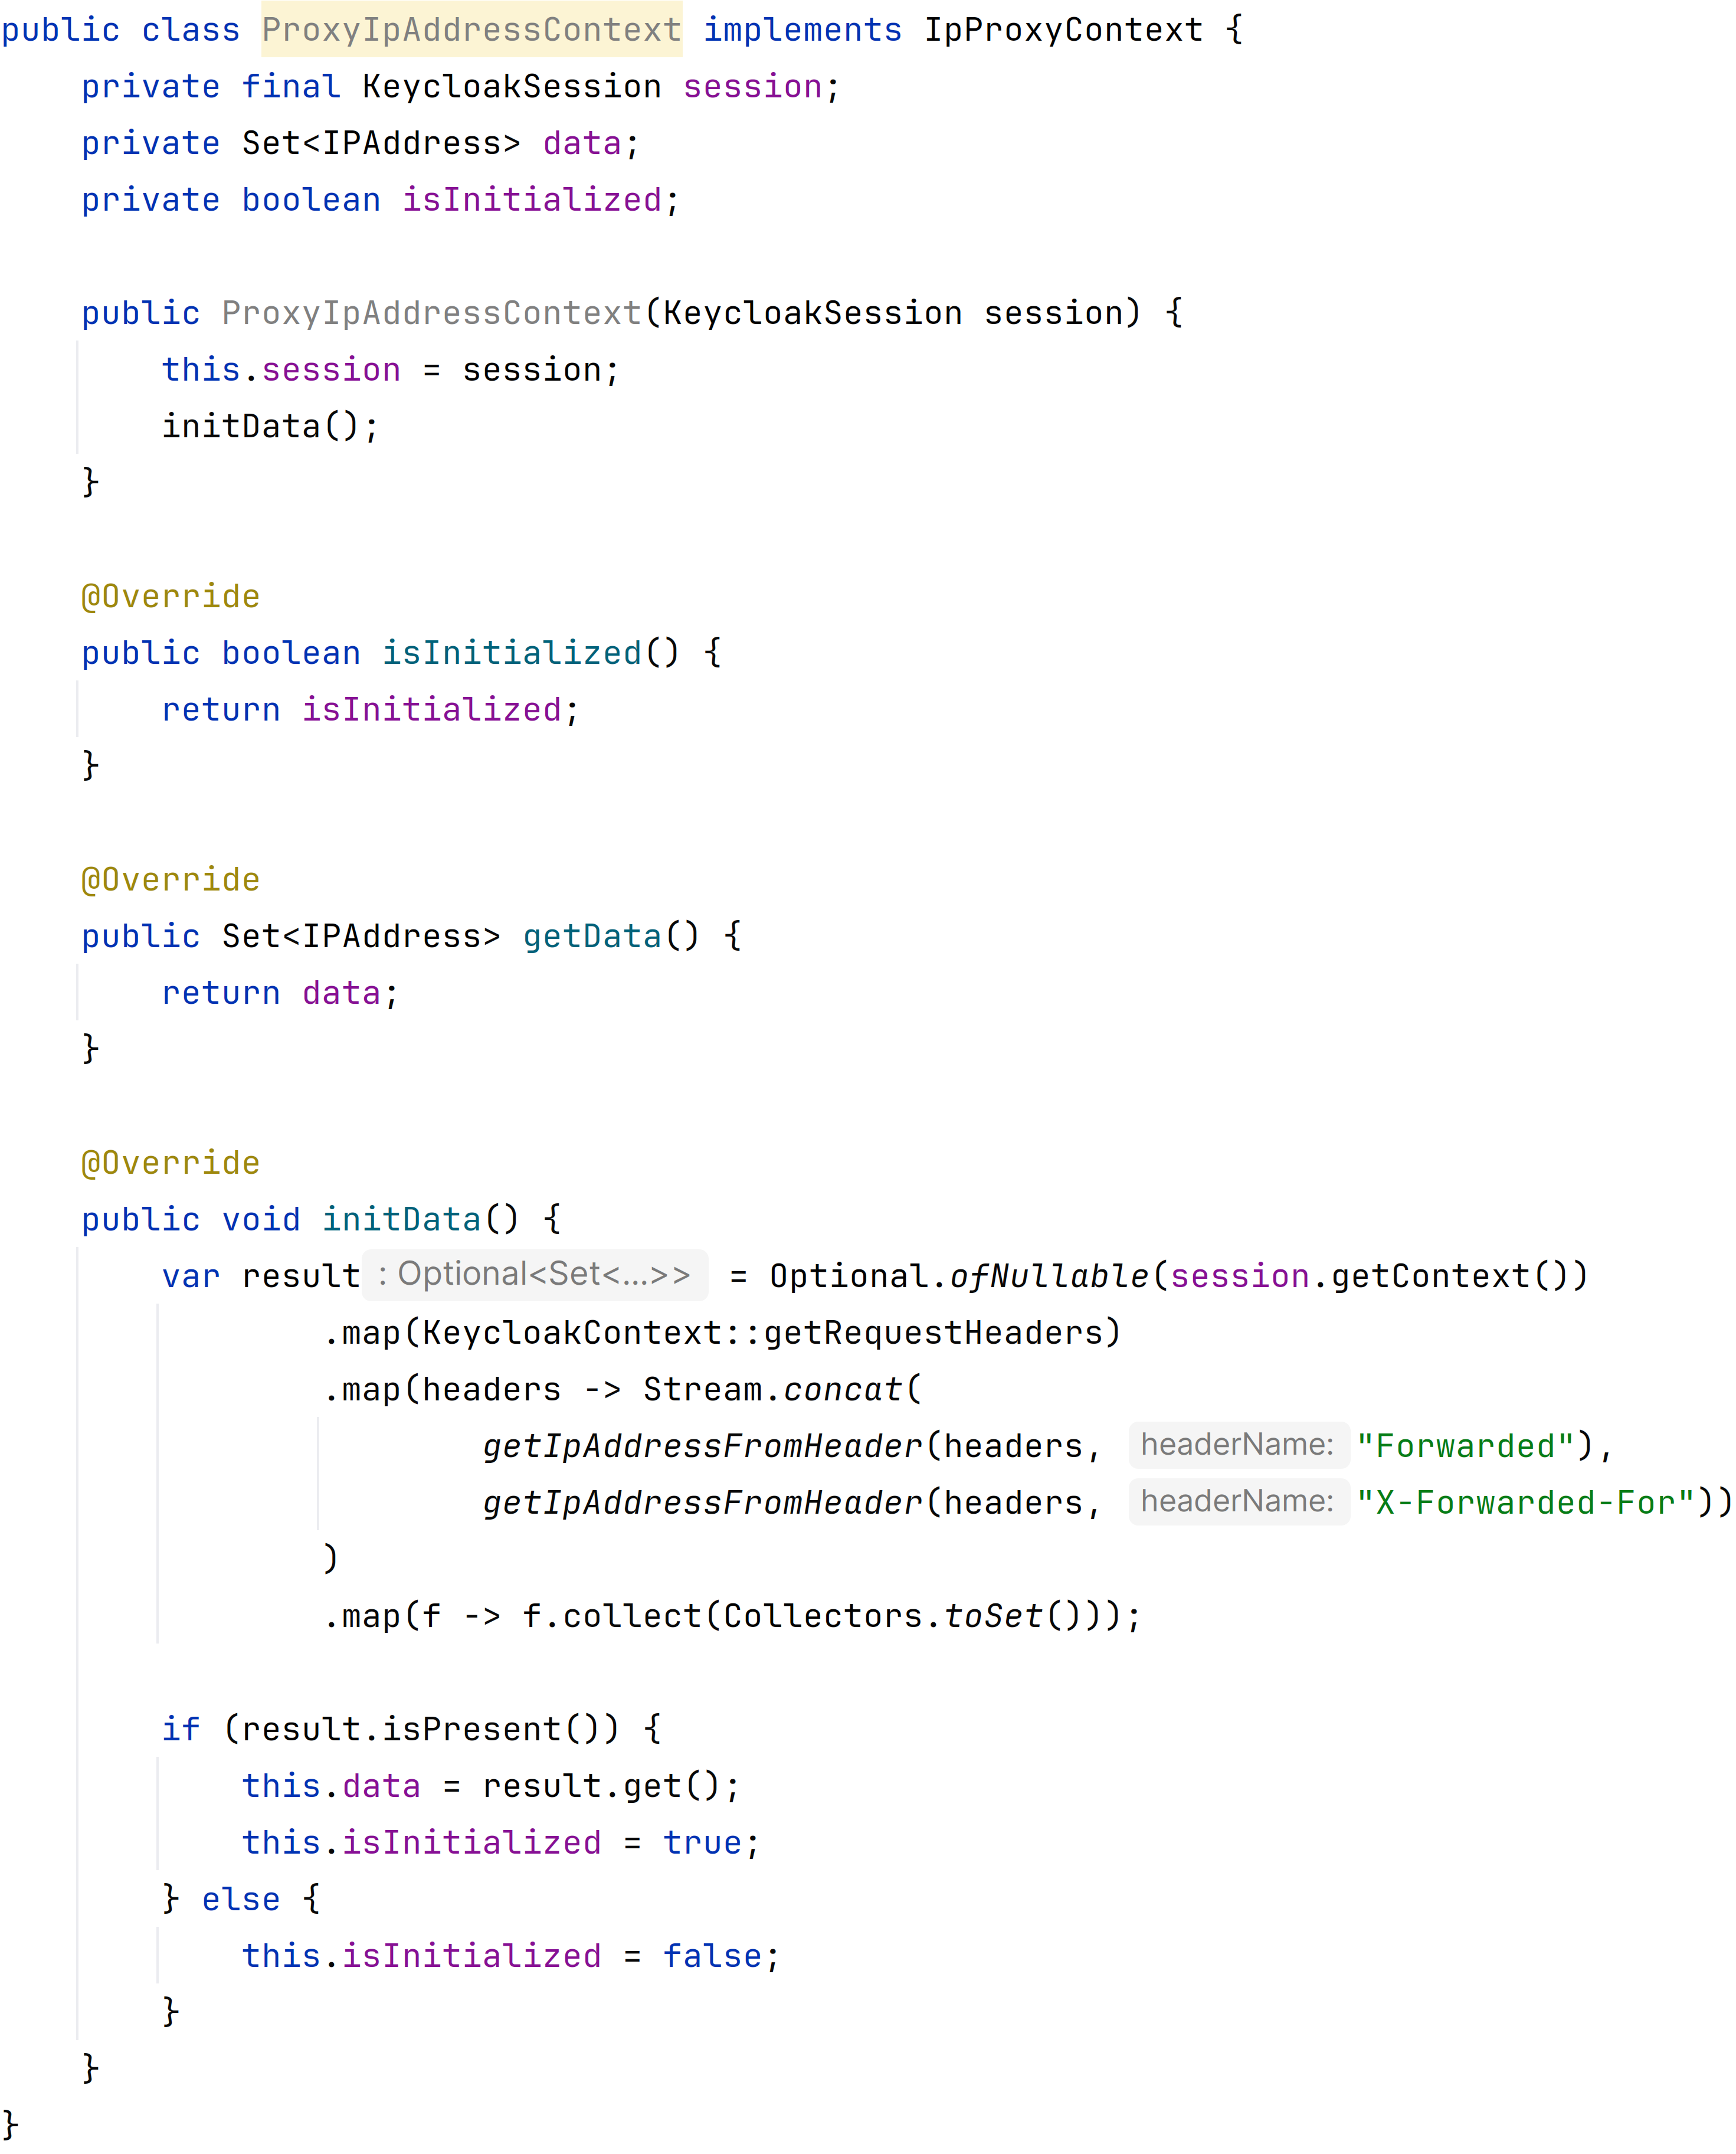 public class ProxyIpAddressContext implements IpProxyContext {
    private final KeycloakSession session;
    private Set<IPAddress> data;
    private boolean isInitialized;

    public ProxyIpAddressContext(KeycloakSession session) {
        this.session = session;
        initData();
    }

    @Override
    public boolean isInitialized() {
        return isInitialized;
    }

    @Override
    public Set<IPAddress> getData() {
        return data;
    }

    @Override
    public void initData() {
        var result : Optional<Set<...>> = Optional.ofNullable(session.getContext())
                .map(KeycloakContext::getRequestHeaders)
                .map(headers -> Stream.concat(
                        getIpAddressFromHeader(headers, headerName: "Forwarded"),
                        getIpAddressFromHeader(headers, headerName: "X-Forwarded-For"))
                )
                .map(f -> f.collect(Collectors.toSet()));

        if (result.isPresent()) {
            this.data = result.get();
            this.isInitialized = true;
        } else {
            this.isInitialized = false;
        }
    }
}